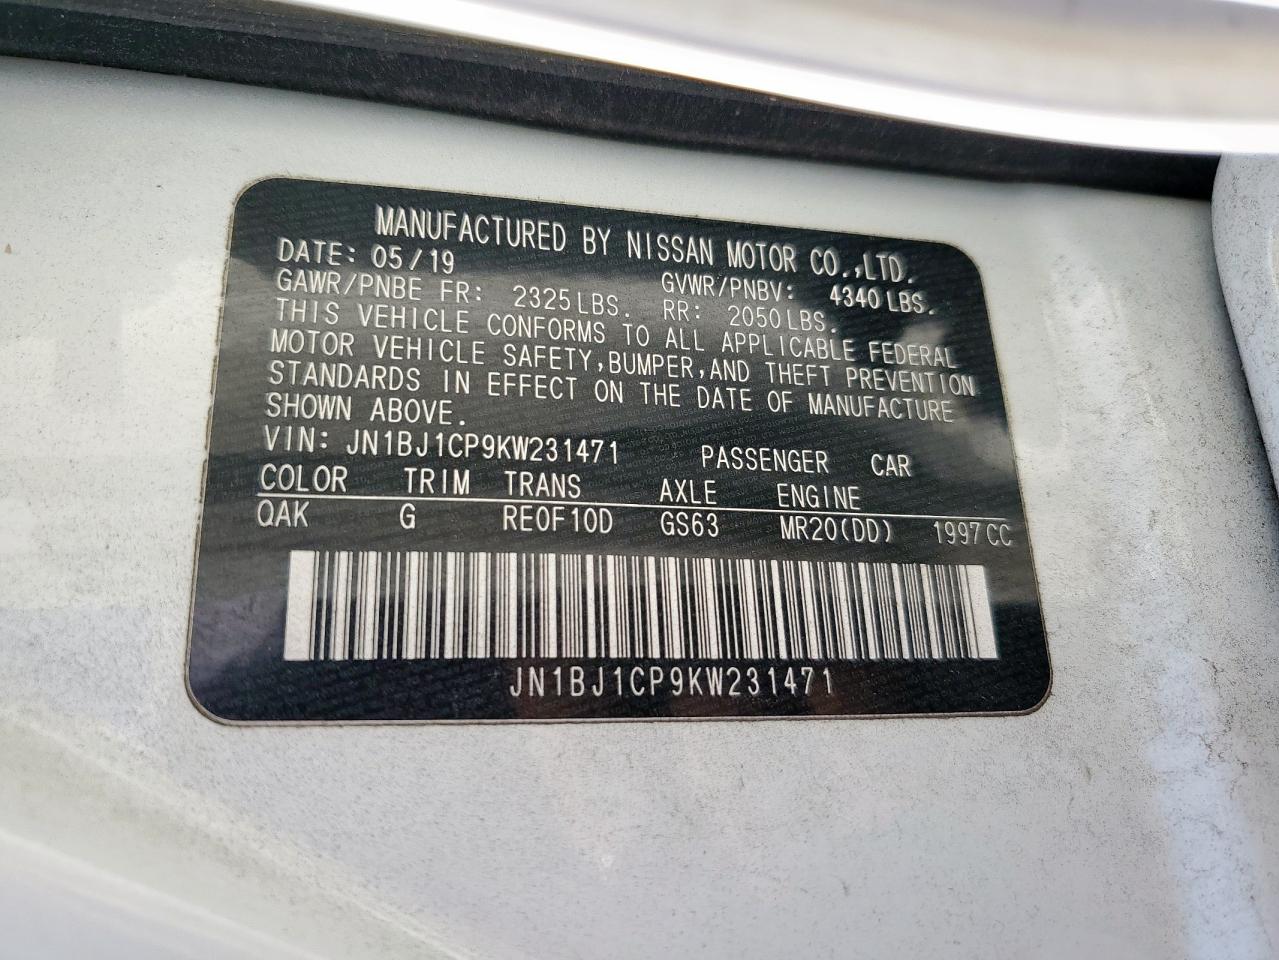 MANUFACTURED BY NISSAN MOTOR CO.,LTD.
DATE: 05/19
GAWR/PNBE FR: 2325LBS. GVWR/PNBV: 4340 LBS.
RR: 2050LBS.
THIS VEHICLE CONFORMS TO ALL APPLICABLE FEDERAL
MOTOR VEHICLE SAFETY, BUMPER, AND THEFT PREVENTION
STANDARDS IN EFFECT ON THE DATE OF MANUFACTURE
SHOWN ABOVE.
VIN: JN1BJ1CP9KW231471 PASSENGER CAR
COLOR TRIM TRANS AXLE ENGINE
QAK G REOF10D GS63 MR20(DD) 1997CC
JN1BJ1CP9KW231471